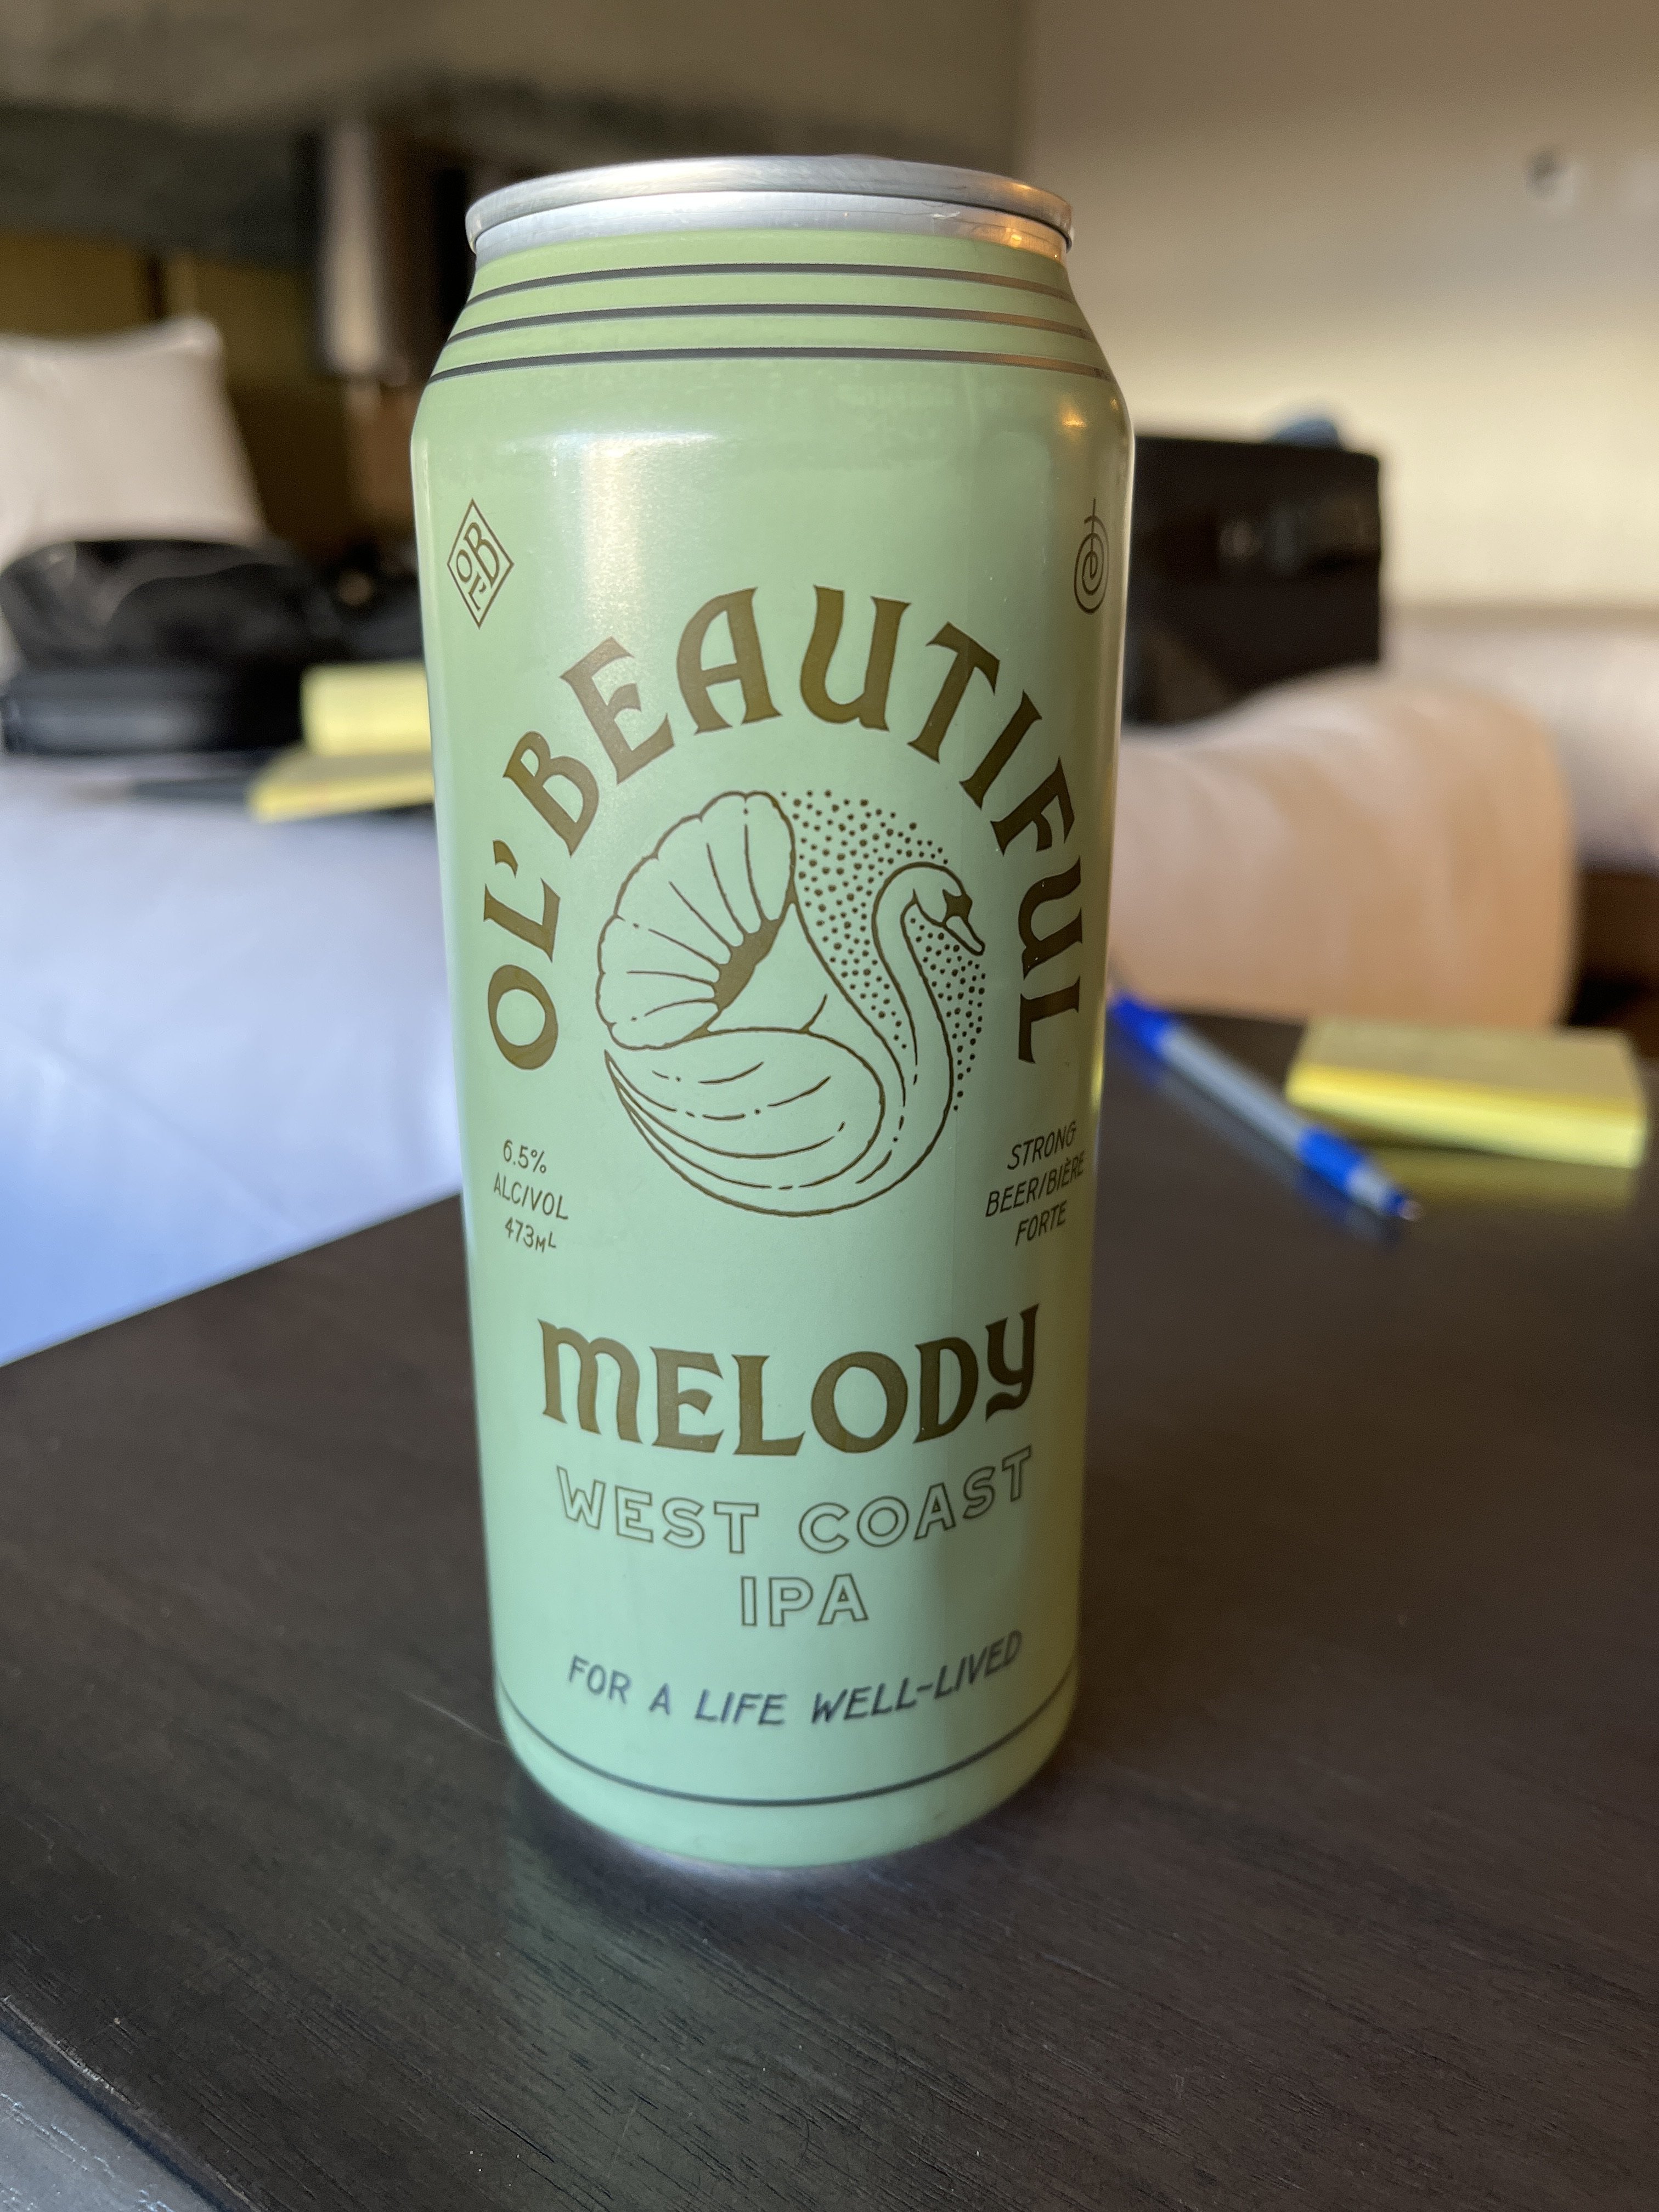 OFB
OL' BEAUTIFUL
6.5%
ALC/VOL
473ML
STRONG
BEER/BIÈRE
FORTE
MELODY
WEST COAST
IPA
FOR A LIFE WELL-LIVED